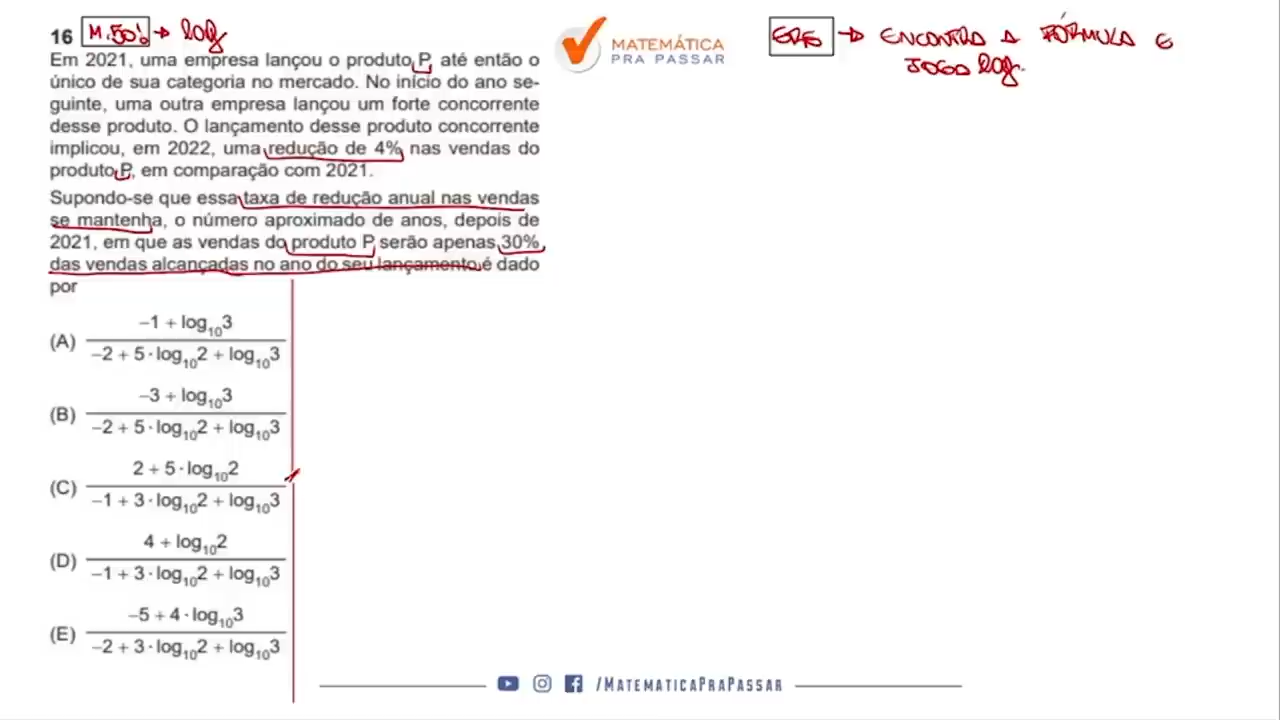 16 M.501 → log
Em 2021, uma empresa lançou o produto P, até então o
único de sua categoria no mercado. No início do ano se-
guinte, uma outra empresa lançou um forte concorrente
desse produto. O lançamento desse produto concorrente
implicou, em 2022, uma redução de 4% nas vendas do
produto P, em comparação com 2021.
Supondo-se que essa taxa de redução anual nas vendas
se mantenha, o número aproximado de anos, depois de
2021, em que as vendas do produto P serão apenas 30%
das vendas alcançadas no ano do seu lançamento é dado
por
(A) −1 + log₁₀3
−2 + 5 · log₁₀2 + log₁₀3
(B) −3 + log₁₀3
−2 + 5 · log₁₀2 + log₁₀3
(C) 2 + 5 · log₁₀2
−1 + 3 · log₁₀2 + log₁₀3
(D) 4 + log₁₀2
−1 + 3 · log₁₀2 + log₁₀3
(E) −5 + 4 · log₁₀3
−2 + 3 · log₁₀2 + log₁₀3
MATEMÁTICA
PRA PASSAR
→ ENCONTRA A FÓRMULA E
JOGO log.
/MATEMATICAPRAPASSAR